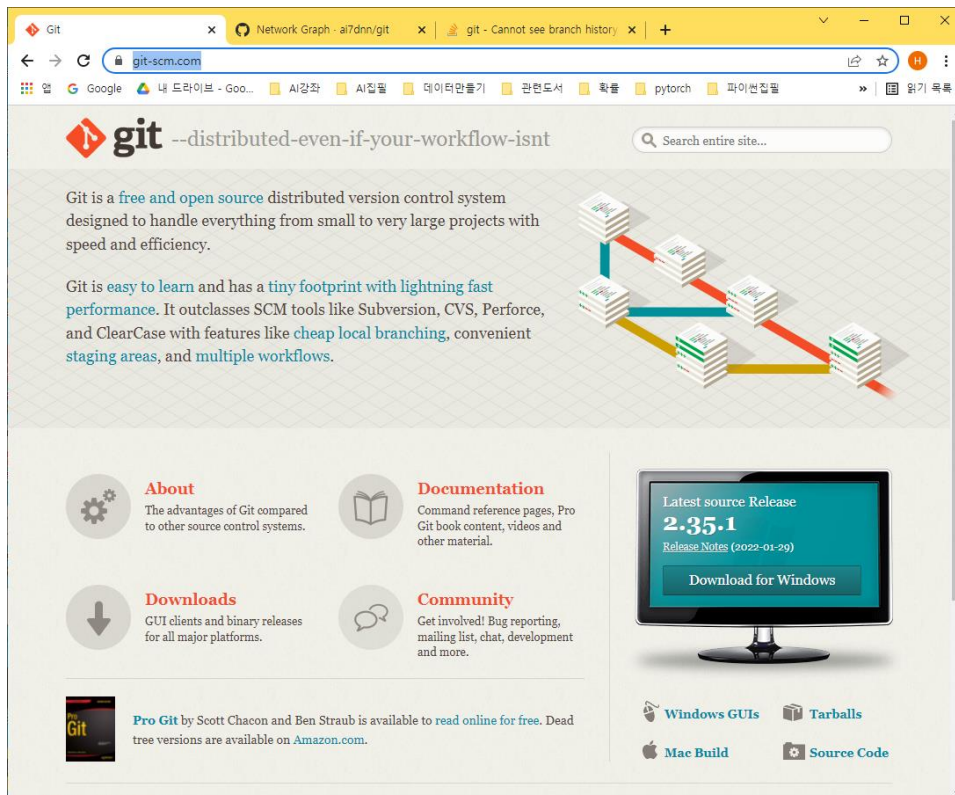 Git
Network Graph · ai7dnn/git
git - Cannot see branch history
git-scm.com
H
앱
Google
내 드라이브 - Goo...
AI강좌
AI집필
데이터만들기
관련도서
확률
pytorch
파이썬집필
»
읽기 목록
git --distributed-even-if-your-workflow-isnt
Search entire site...
Git is a free and open source distributed version control system
designed to handle everything from small to very large projects with
speed and efficiency.
Git is easy to learn and has a tiny footprint with lightning fast
performance. It outclasses SCM tools like Subversion, CVS, Perforce,
and ClearCase with features like cheap local branching, convenient
staging areas, and multiple workflows.
About
The advantages of Git compared
to other source control systems.
Documentation
Command reference pages, Pro
Git book content, videos and
other material.
Downloads
GUI clients and binary releases
for all major platforms.
Community
Get involved! Bug reporting,
mailing list, chat, development
and more.
Latest source Release
2.35.1
Release Notes (2022-01-29)
Download for Windows
Pro
Git
Pro Git by Scott Chacon and Ben Straub is available to read online for free. Dead
tree versions are available on Amazon.com.
Windows GUIs
Tarballs
Mac Build
Source Code